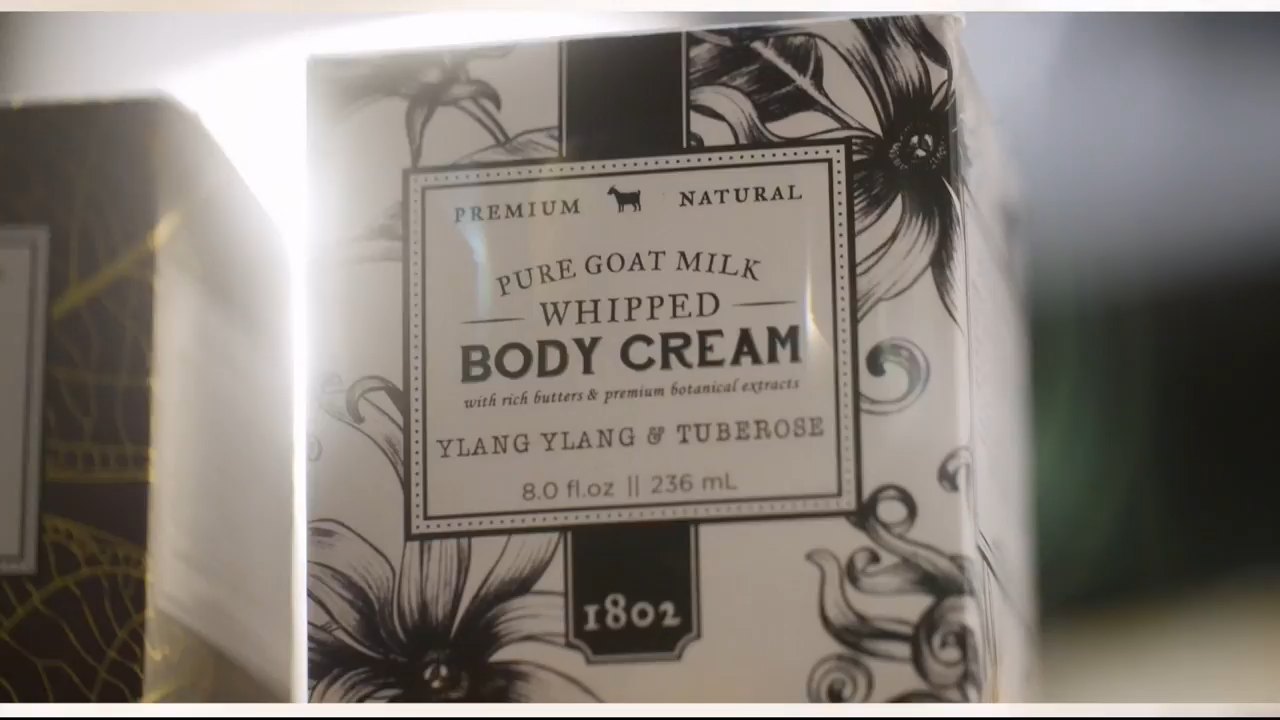 PREMIUM NATURAL
PURE GOAT MILK
WHIPPED
BODY CREAM
with rich butters & premium botanical extracts
YLANG YLANG & TUBEROSE
8.0 fl.oz || 236 mL
1802